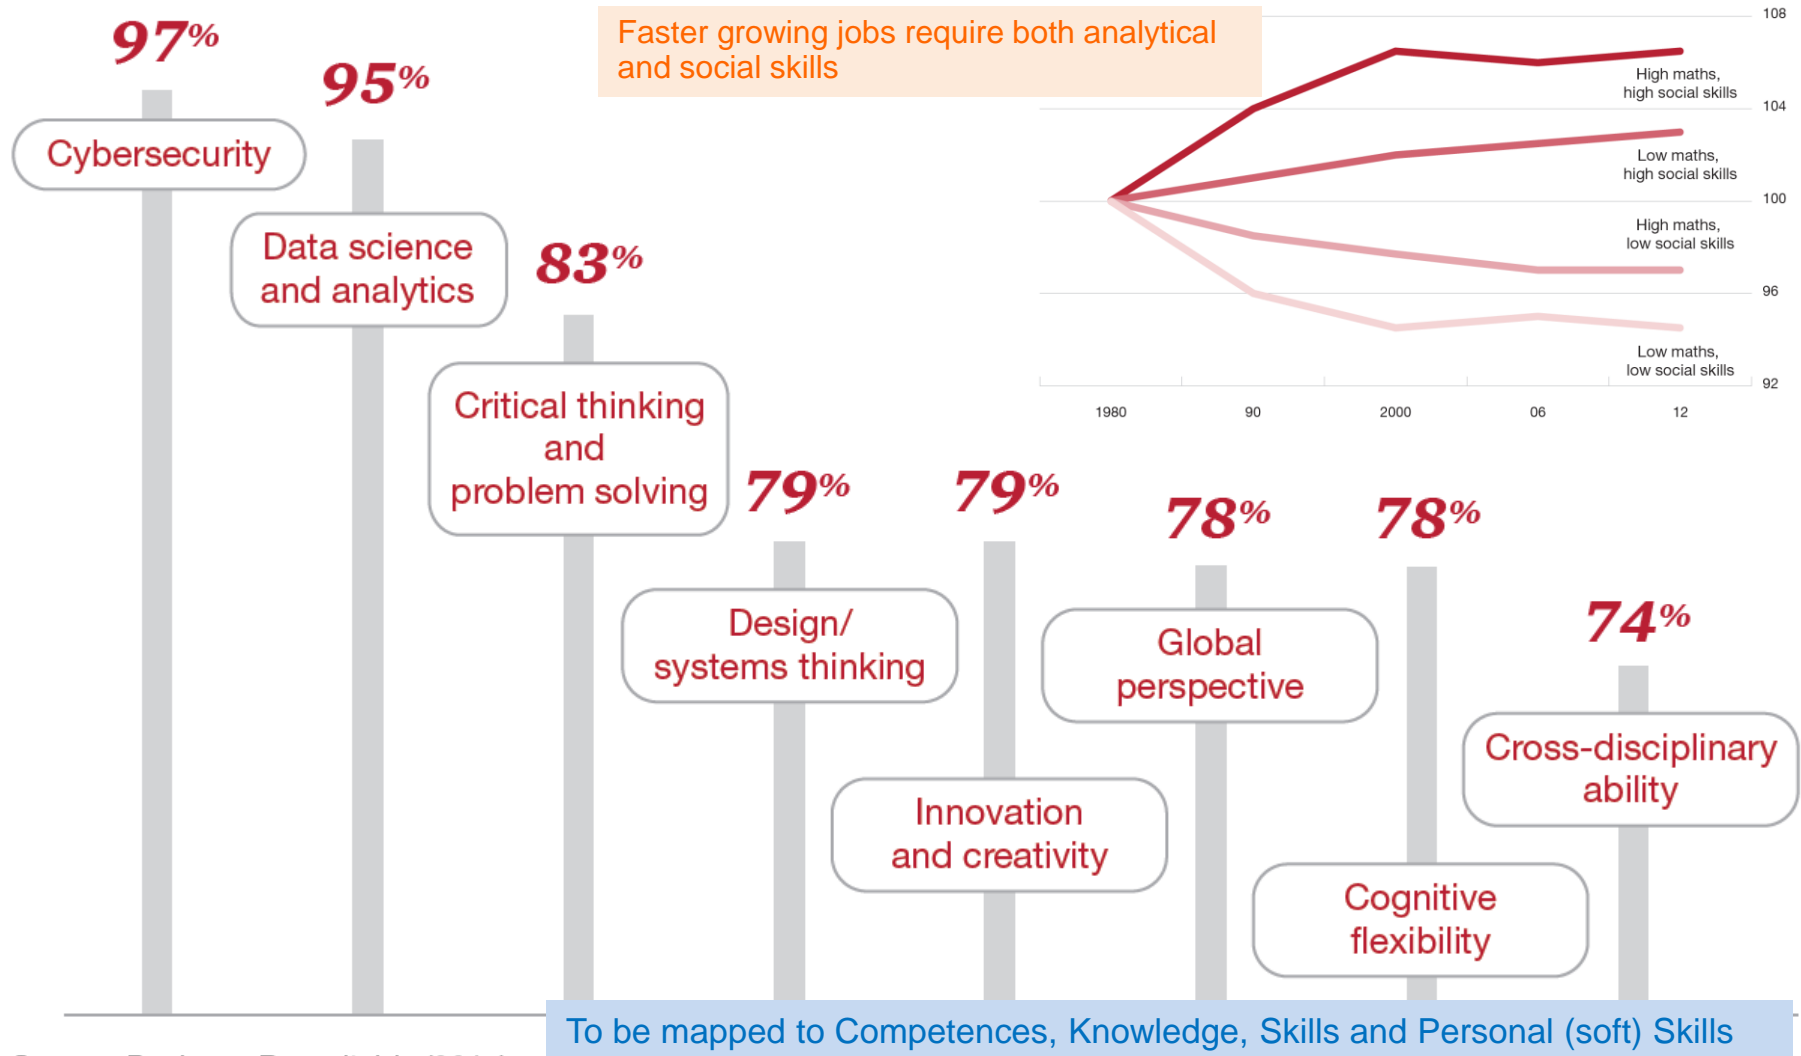 97%
Cybersecurity
95%
Data science
and analytics
83%
Critical thinking
and
problem solving
79%
Design/
systems thinking
79%
Innovation
and creativity
78%
Global
perspective
78%
Cognitive
flexibility
74%
Cross-disciplinary
ability
Faster growing jobs require both analytical
and social skills
108
104
100
96
92
High maths,
high social skills
Low maths,
high social skills
High maths,
low social skills
Low maths,
low social skills
1980 90 2000 06 12
To be mapped to Competences, Knowledge, Skills and Personal (soft) Skills